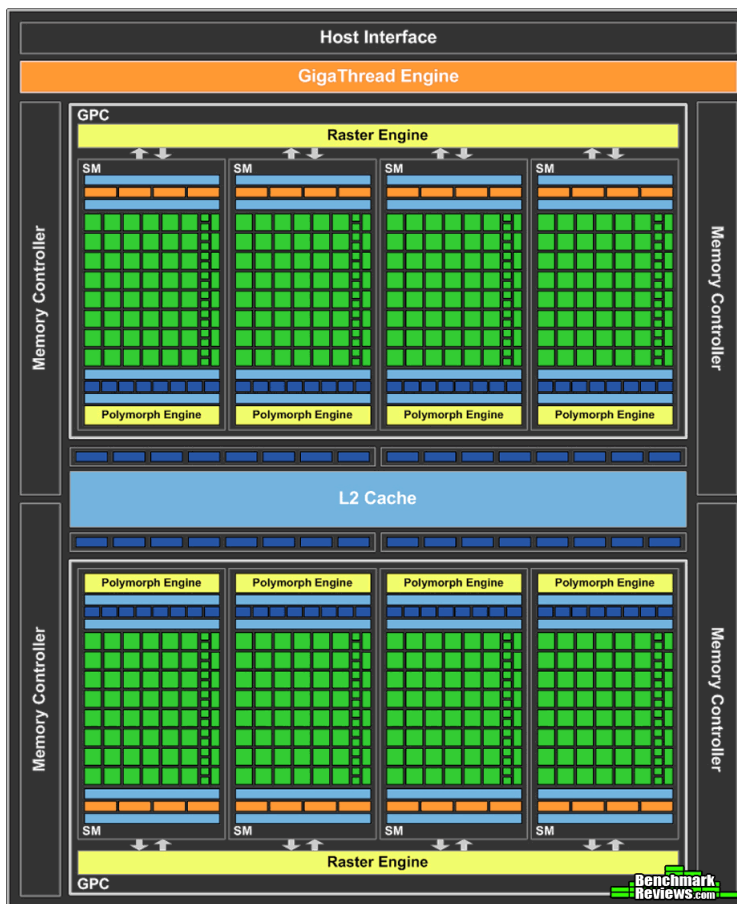 Host Interface
GigaThread Engine
GPC
Raster Engine
SM
SM
SM
SM
Memory Controller
Memory Controller
Polymorph Engine
Polymorph Engine
Polymorph Engine
Polymorph Engine
L2 Cache
Polymorph Engine
Polymorph Engine
Polymorph Engine
Polymorph Engine
Memory Controller
Memory Controller
SM
SM
SM
SM
Raster Engine
GPC
Benchmark
Reviews.com